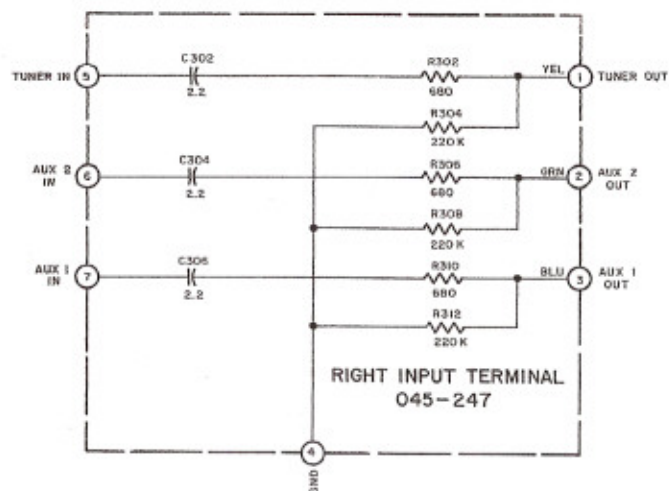 C302
R302
YEL
TUNER IN
5
1
TUNER OUT
2.2
680
R304
220K
C304
R306
GRN
AUX 2
IN
6
2
AUX 2
OUT
2.2
680
R308
220 K
C306
R310
BLU
AUX 1
IN
7
3
AUX 1
OUT
2.2
680
R312
220 K
RIGHT INPUT TERMINAL
045-247
4
GND